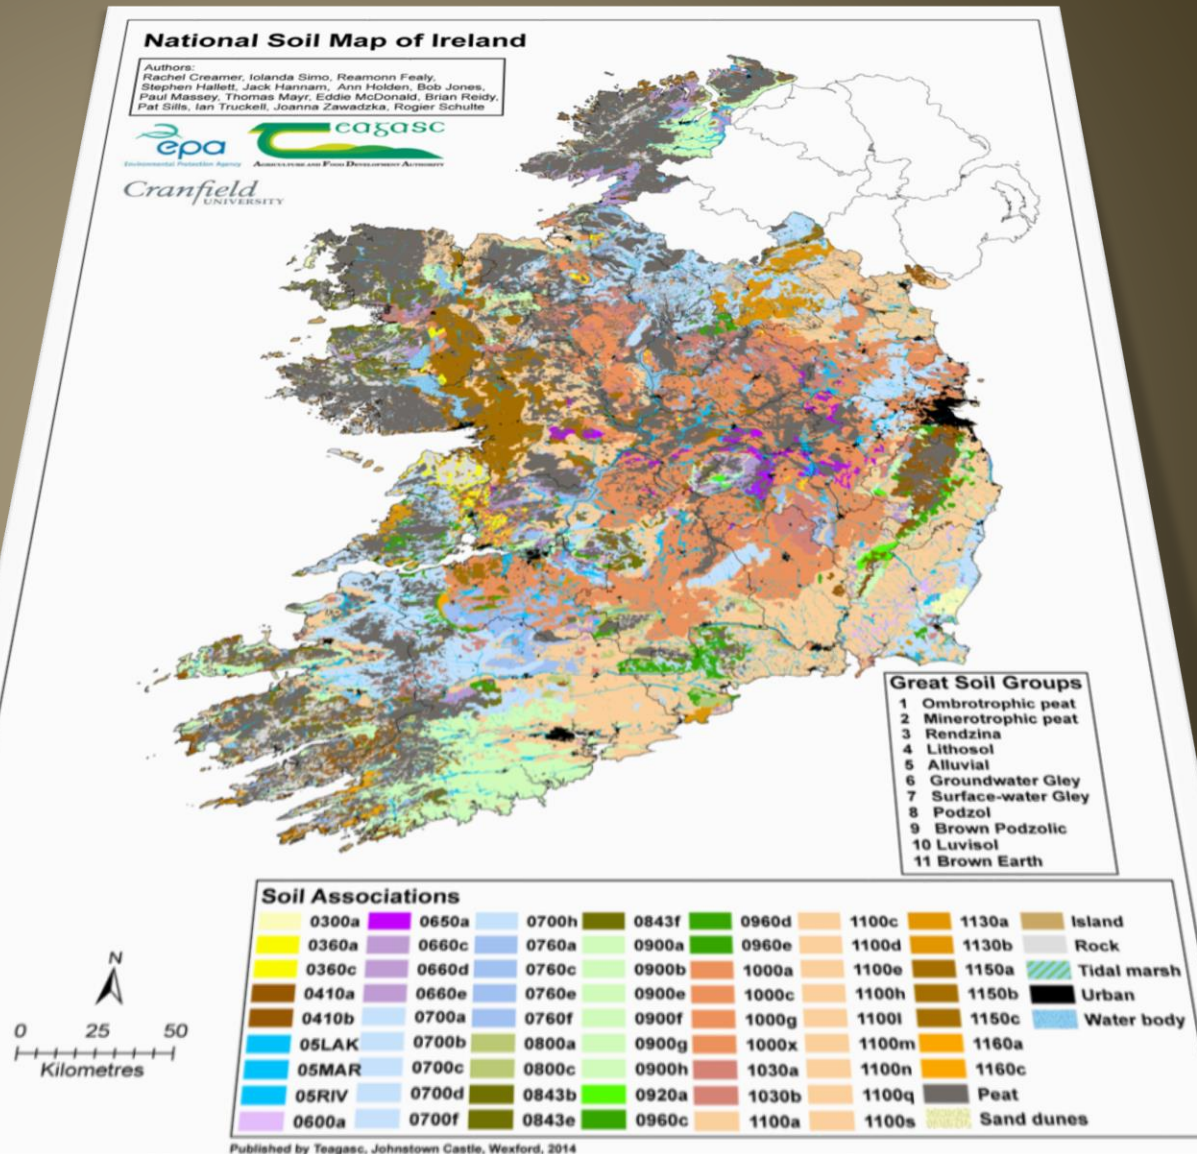 National Soil Map of Ireland
Authors:
Rachel Creamer, Iolanda Simo, Reamonn Fealy,
Stephen Hallett, Jack Hannam, Ann Holden, Bob Jones,
Paul Massey, Thomas Mayr, Eddie McDonald, Brian Reidy,
Pat Sills, Ian Truckell, Joanna Zawadzka, Rogier Schulte
epa
Environmental Protection Agency
Teagasc
AGRICULTURE AND FOOD DEVELOPMENT AUTHORITY
Cranfield
UNIVERSITY
Great Soil Groups
1 Ombrotrophic peat
2 Minerotrophic peat
3 Rendzina
4 Lithosol
5 Alluvial
6 Groundwater Gley
7 Surface-water Gley
8 Podzol
9 Brown Podzolic
10 Luvisol
11 Brown Earth
Soil Associations
0300a 0650a 0700h 0843f 0960d 1100c 1130a Island
0360a 0660c 0760a 0900a 0960e 1100d 1130b Rock
0360c 0660d 0760c 0900b 1000a 1100e 1150a Tidal marsh
0410a 0660e 0760e 0900e 1000c 1100h 1150b Urban
0410b 0700a 0760f 0900f 1000g 1100l 1150c Water body
05LAK 0700b 0800a 0900g 1000x 1100m 1160a
05MAR 0700c 0800c 0900h 1030a 1100n 1160c
05RIV 0700d 0843b 0920a 1030b 1100q Peat
0600a 0700f 0843e 0960c 1100a 1100s Sand dunes
N
0 25 50
Kilometres
Published by Teagasc, Johnstown Castle, Wexford, 2014